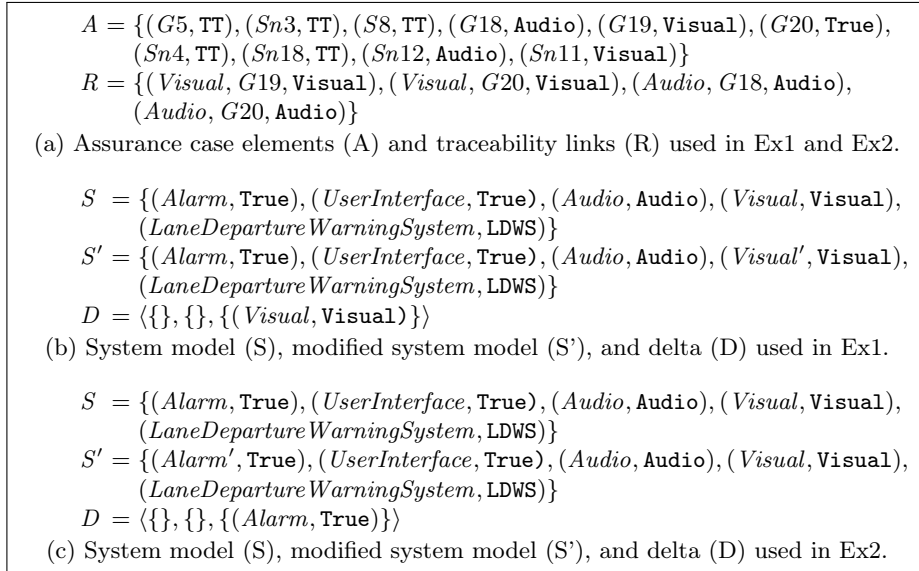 A = {(G5, TT), (Sn3, TT), (S8, TT), (G18, Audio), (G19, Visual), (G20, True),
(Sn4, TT), (Sn18, TT), (Sn12, Audio), (Sn11, Visual)}
R = {(Visual, G19, Visual), (Visual, G20, Visual), (Audio, G18, Audio),
(Audio, G20, Audio)}
(a) Assurance case elements (A) and traceability links (R) used in Ex1 and Ex2.
S = {(Alarm, True), (UserInterface, True), (Audio, Audio), (Visual, Visual),
(LaneDepartureWarningSystem, LDWS)}
S′ = {(Alarm, True), (UserInterface, True), (Audio, Audio), (Visual′, Visual),
(LaneDepartureWarningSystem, LDWS)}
D = ⟨{}, {}, {(Visual, Visual)}⟩
(b) System model (S), modified system model (S'), and delta (D) used in Ex1.
S = {(Alarm, True), (UserInterface, True), (Audio, Audio), (Visual, Visual),
(LaneDepartureWarningSystem, LDWS)}
S′ = {(Alarm′, True), (UserInterface, True), (Audio, Audio), (Visual, Visual),
(LaneDepartureWarningSystem, LDWS)}
D = ⟨{}, {}, {(Alarm, True)}⟩
(c) System model (S), modified system model (S'), and delta (D) used in Ex2.